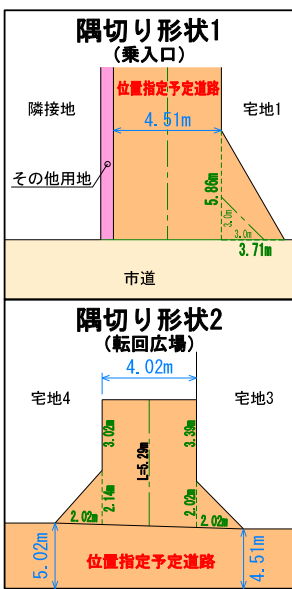 隅切り形状1
(乗入口)
位置指定予定道路
隣接地
宅地1
4.51m
その他用地
5.86m
3.0m
3.0m
3.71m
市道
隅切り形状2
(転回広場)
4.02m
宅地4
宅地3
3.02m
L=5.29m
3.39m
2.14m
2.02m
2.02m
2.02m
5.02m
位置指定予定道路
4.51m